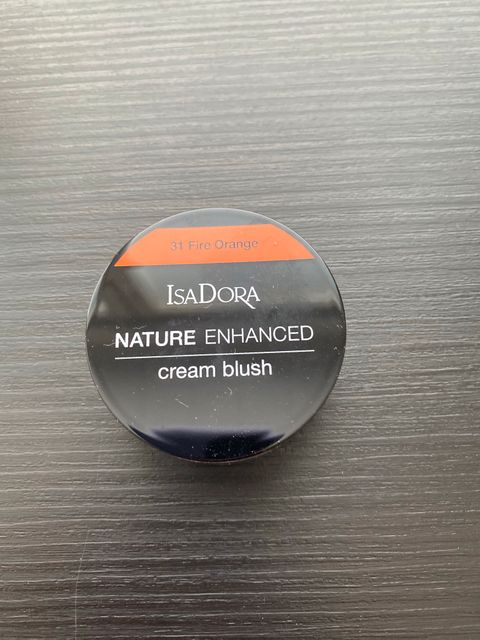 31 Fire Orange
IsaDora
NATURE ENHANCED
cream blush